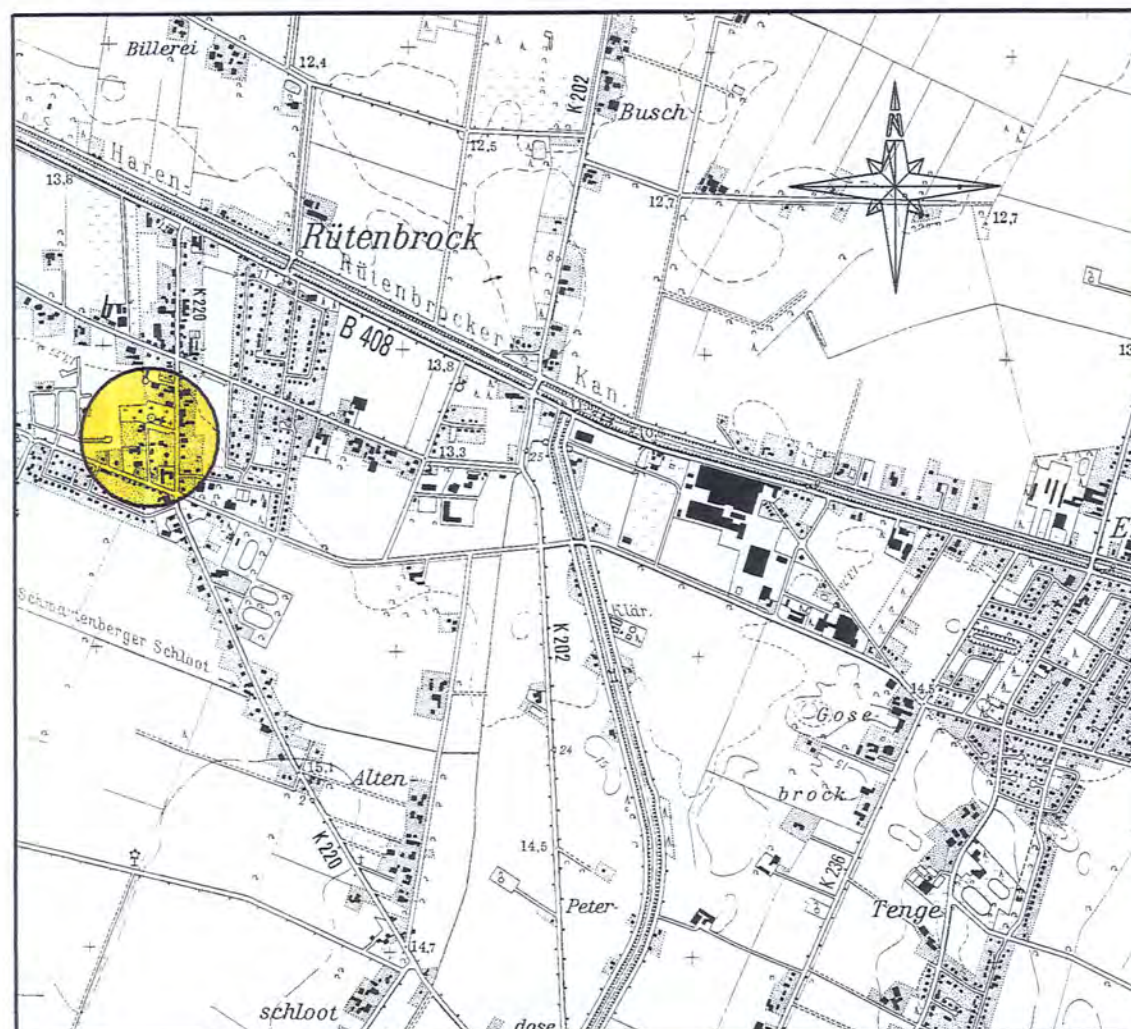 Billerei
12,4
K 202
Busch
N
Haren-
12,5
13,8
12,7
12,7
Rütenbrock
Rütenbrocker
K 220
B 408
13,8
Kan.
13
13,3
25
E
Schwartenberger Schloot
K 202
Klär.
14,5
Gose-
15,1
Alten-
24
2
brock
K 220
14,5
K 236
Peter-
Tenge
14,7
schloot
dose